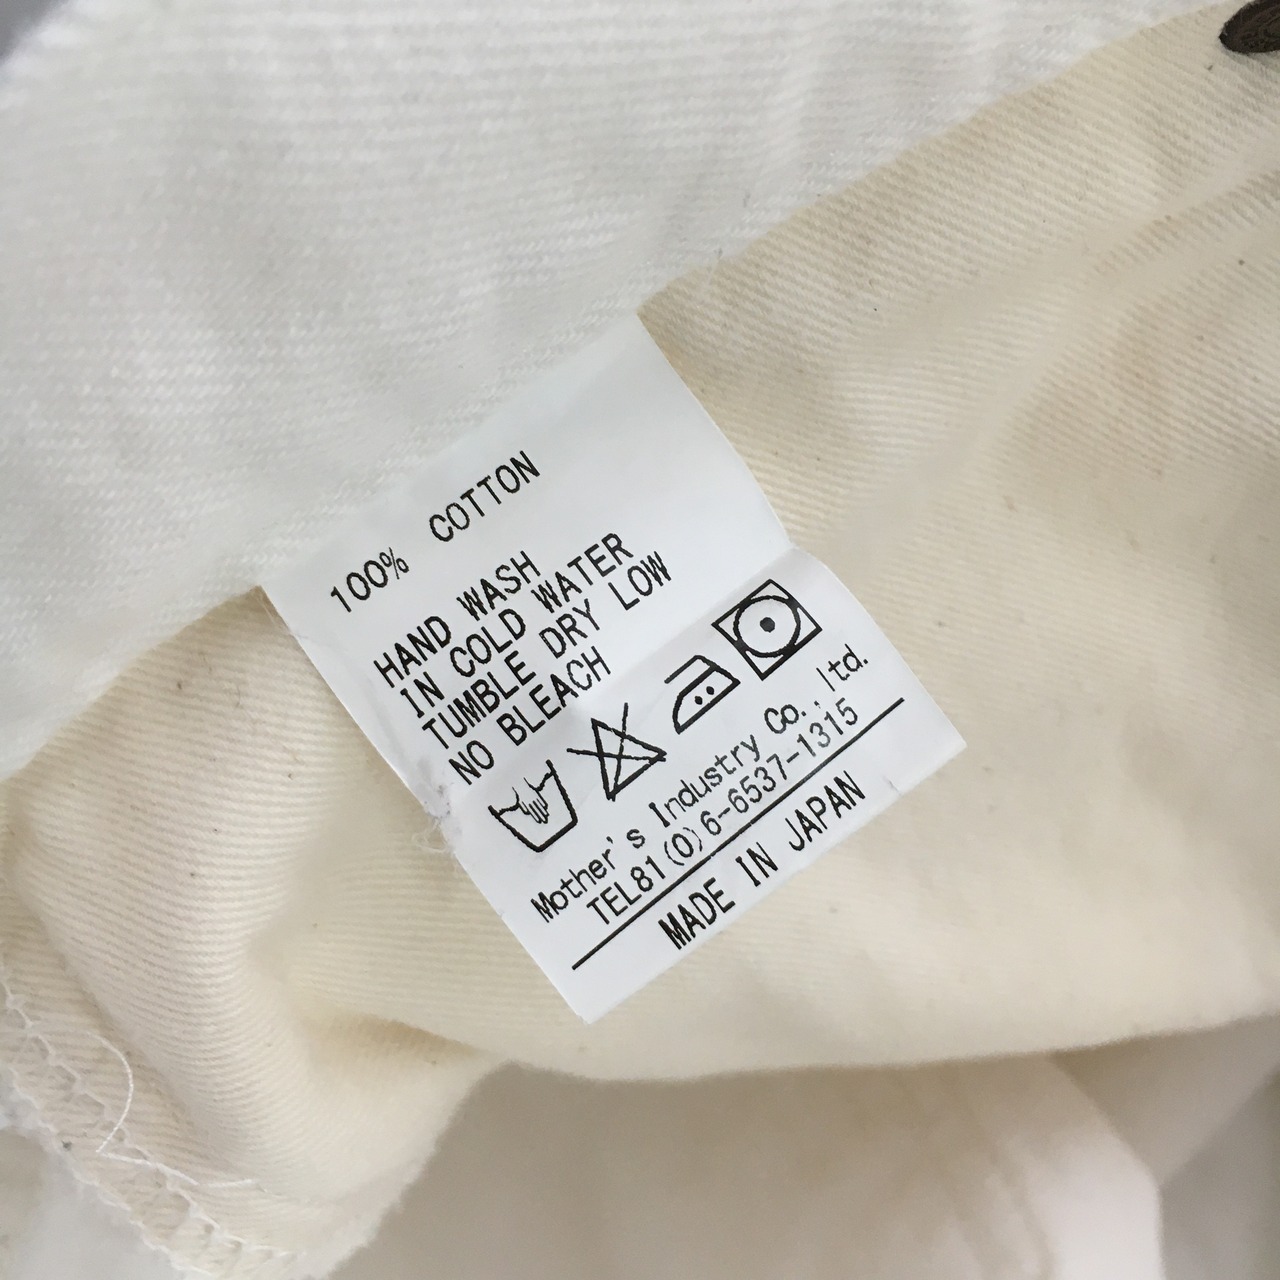 100% COTTON
HAND WASH
IN COLD WATER
TUMBLE DRY LOW
NO BLEACH
Mother's Industry Co., ltd.
TEL81(0)6-6537-1315
MADE IN JAPAN